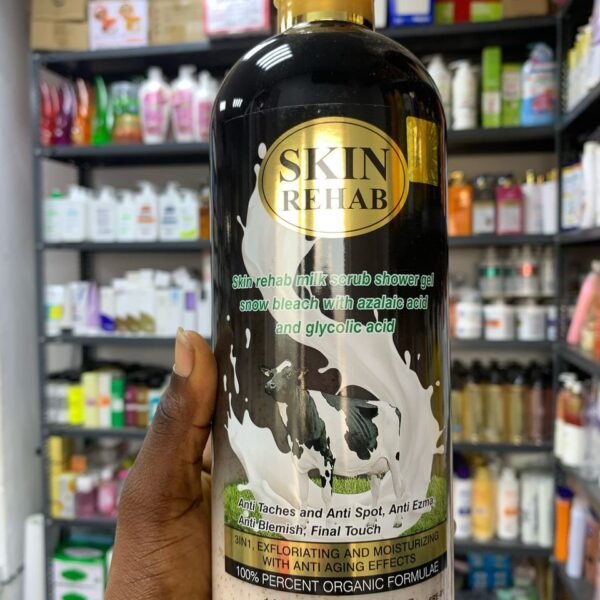 SKIN
REHAB
Skin rehab milk scrub shower gel
snow bleach with azalaic acid
and glycolic acid
Anti Taches and Anti Spot, Anti Ezma
Anti Blemish, Final Touch
3IN1, EXFLORIATING AND MOISTURIZING
WITH ANTI AGING EFFECTS
100% PERCENT ORGANIC FORMULAE